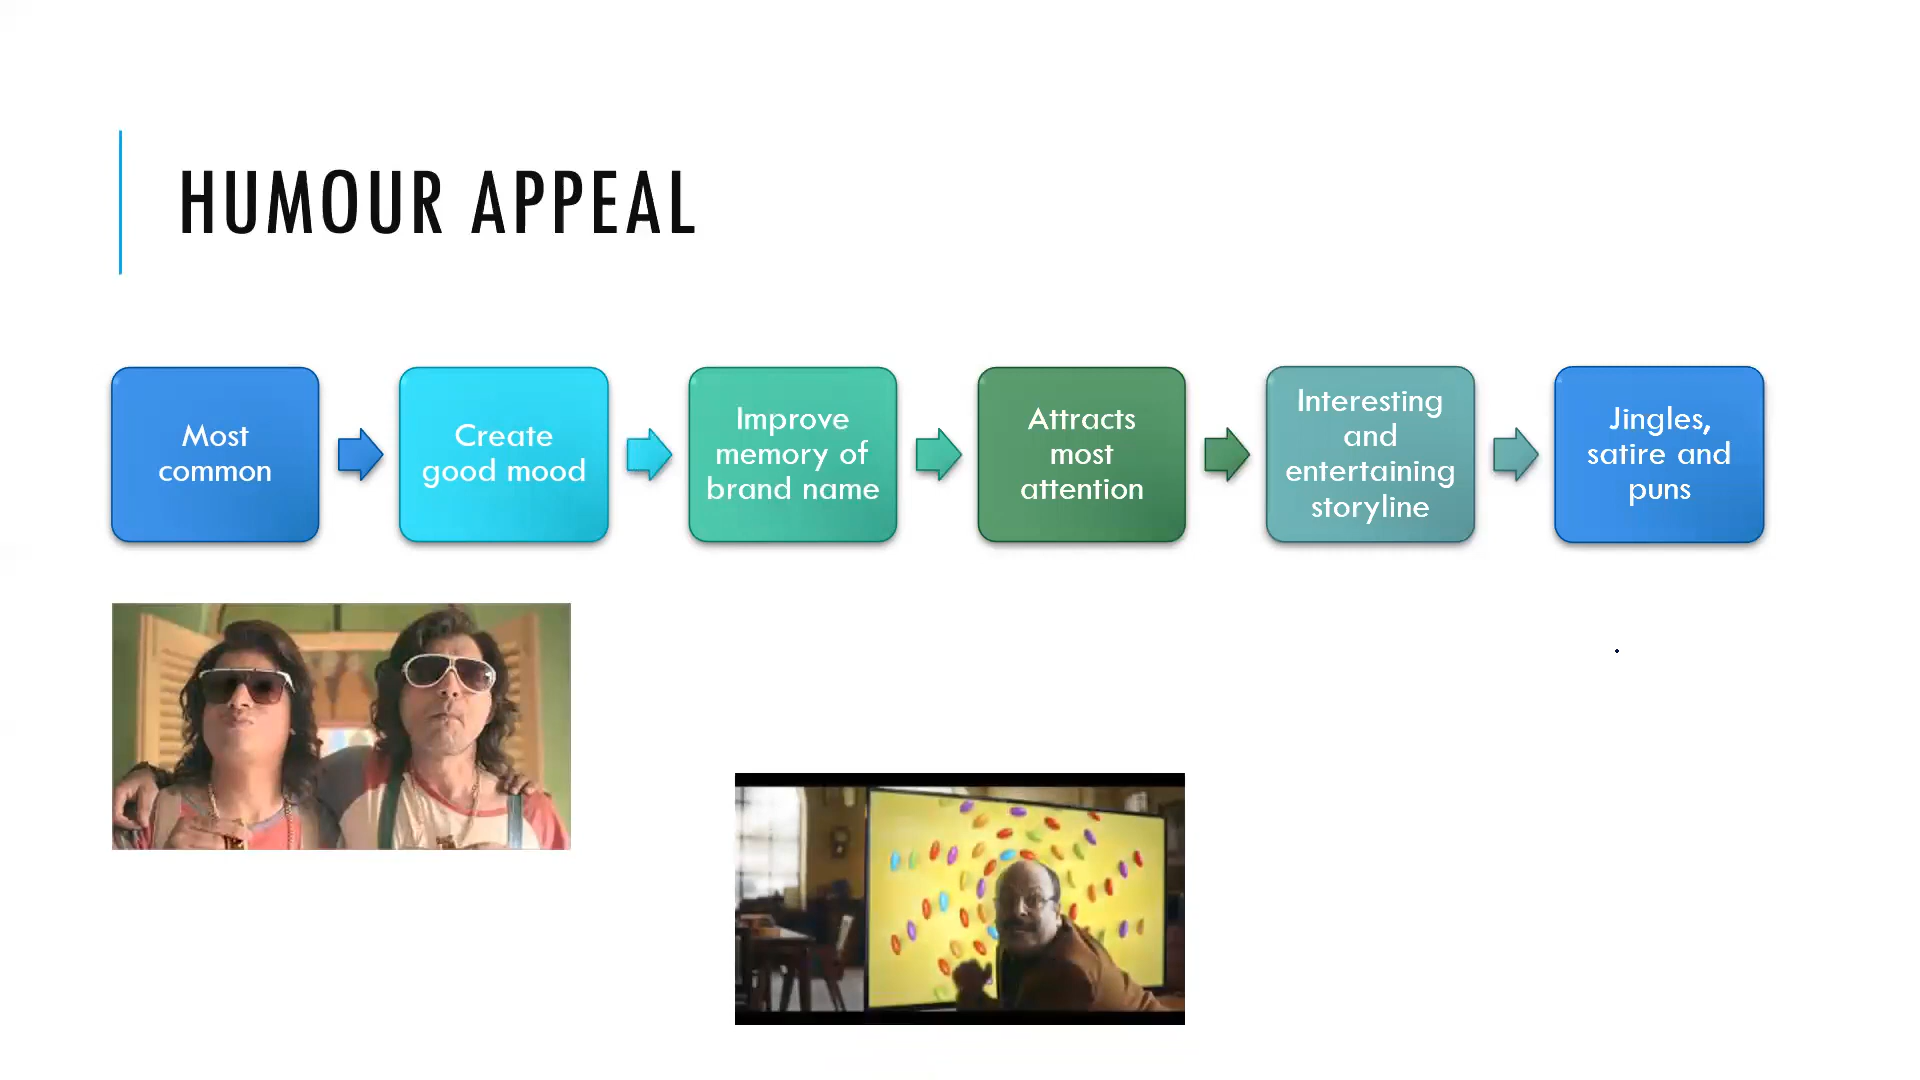 HUMOUR APPEAL
Most
common
Create
good mood
Improve
memory of
brand name
Attracts
most
attention
Interesting
and
entertaining
storyline
Jingles,
satire and
puns